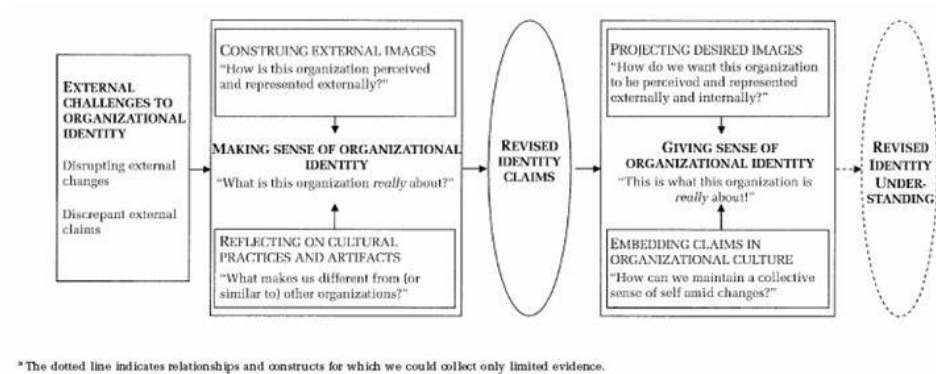 EXTERNAL
CHALLENGES TO
ORGANIZATIONAL
IDENTITY
Disrupting external
changes
Discrepant external
claims
CONSTRUING EXTERNAL IMAGES
“How is this organization perceived
and represented externally?”
MAKING SENSE OF ORGANIZATIONAL
IDENTITY
“What is this organization really about?”
REFLECTING ON CULTURAL
PRACTICES AND ARTIFACTS
“What makes us different from (or
similar to) other organizations?”
REVISED
IDENTITY
CLAIMS
PROJECTING DESIRED IMAGES
“How do we want this organization
to be perceived and represented
externally and internally?”
GIVING SENSE OF
ORGANIZATIONAL IDENTITY
“This is what this organization is
really about!”
EMBEDDING CLAIMS IN
ORGANIZATIONAL CULTURE
“How can we maintain a collective
sense of self amid changes?”
REVISED
IDENTITY
UNDER-
STANDING
ª The dotted line indicates relationships and constructs for which we could collect only limited evidence.